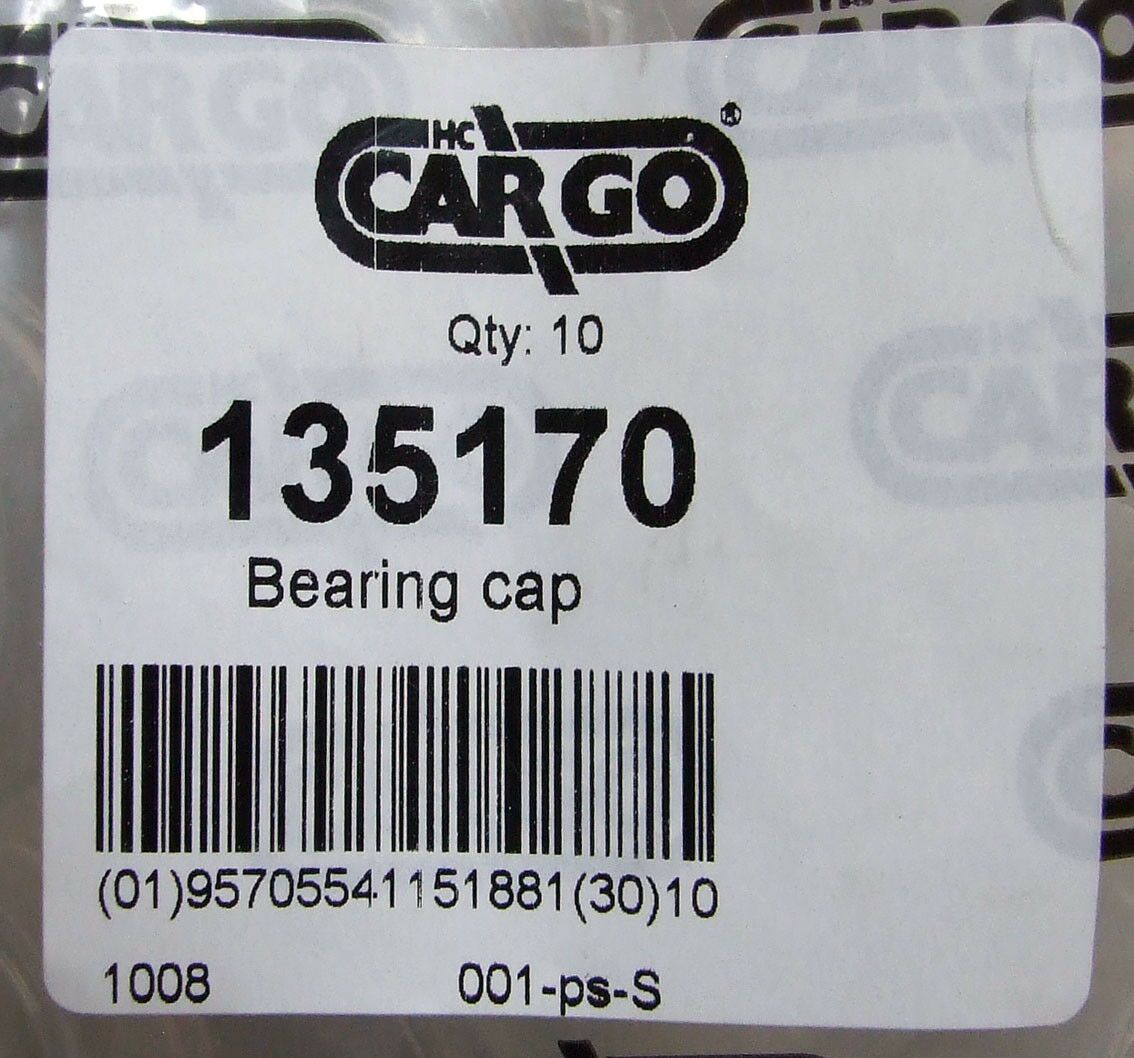 HC
CARGO®
Qty: 10
135170
Bearing cap
(01)95705541151881(30)10
1008 001-ps-S